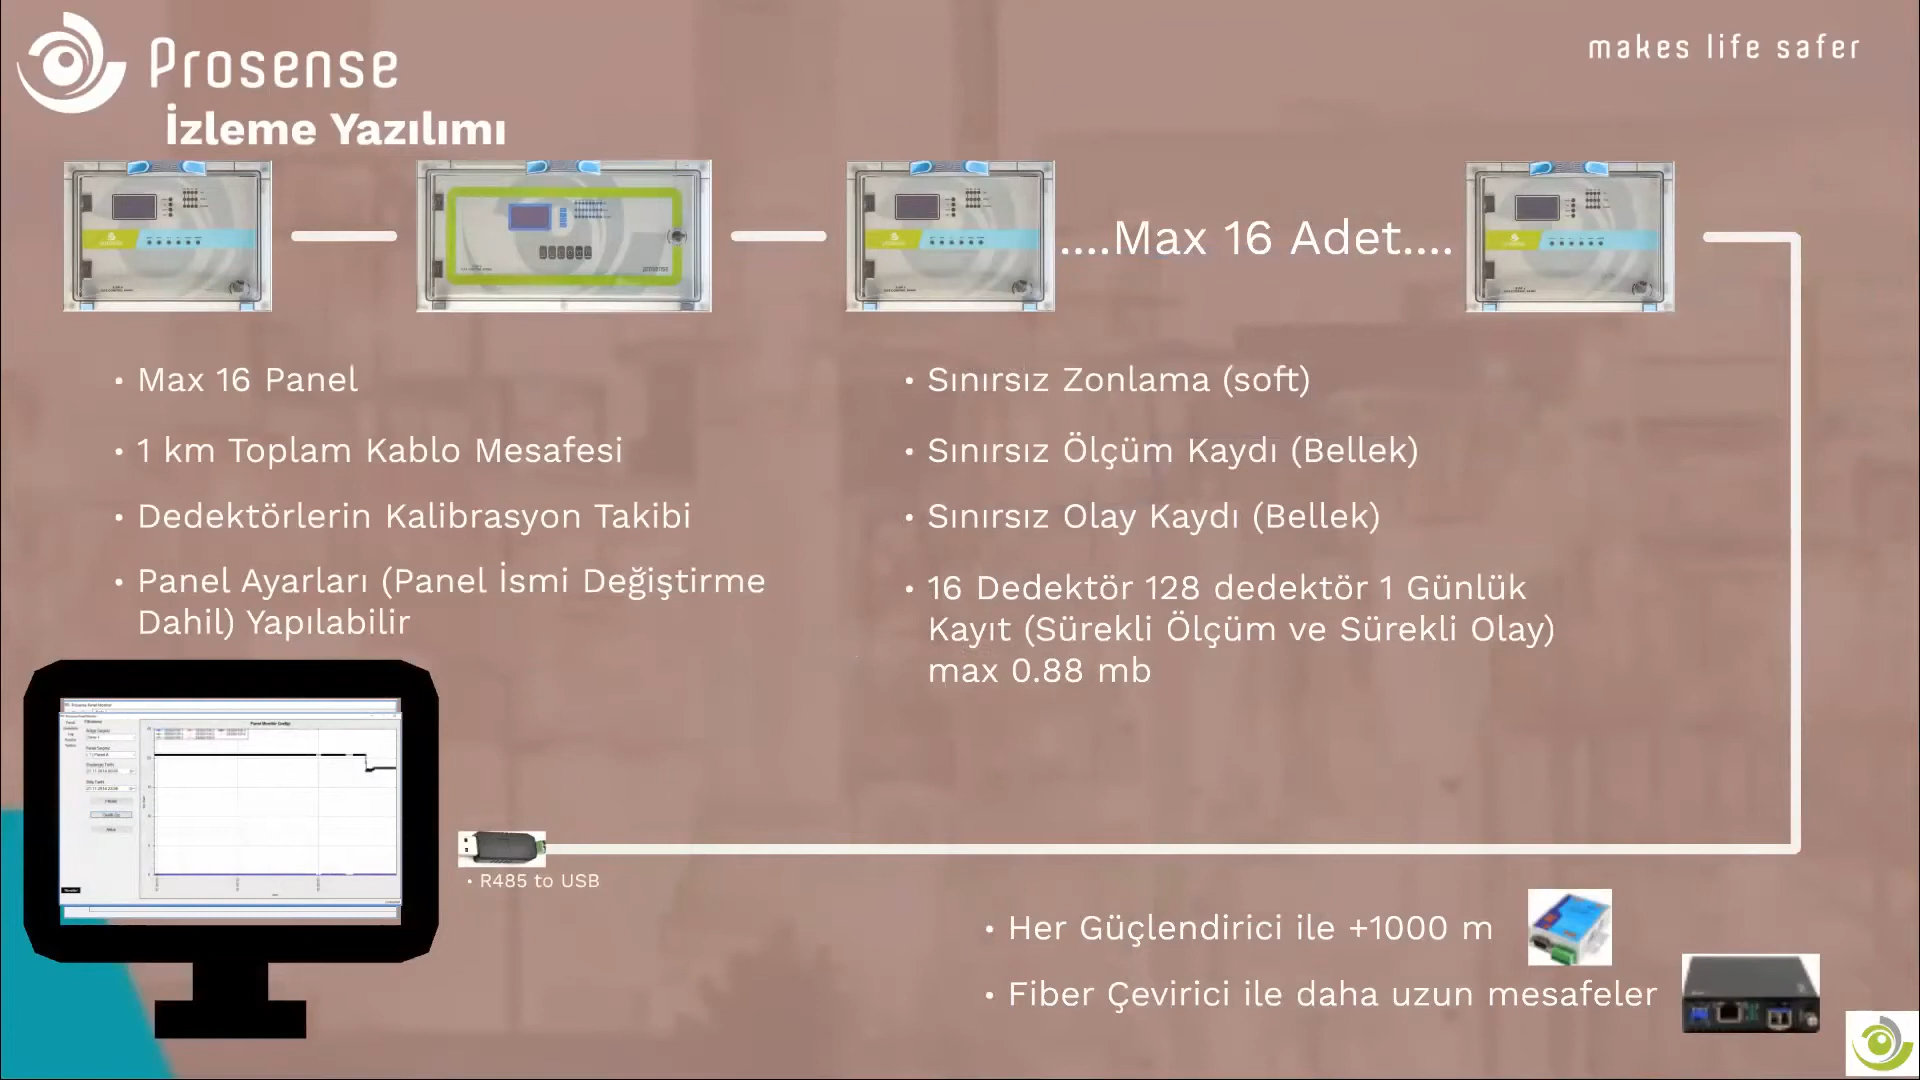 Prosense
makes life safer
İzleme Yazılımı
....Max 16 Adet....
• Max 16 Panel
• 1 km Toplam Kablo Mesafesi
• Dedektörlerin Kalibrasyon Takibi
• Panel Ayarları (Panel İsmi Değiştirme
Dahil) Yapılabilir
• Sınırsız Zonlama (soft)
• Sınırsız Ölçüm Kaydı (Bellek)
• Sınırsız Olay Kaydı (Bellek)
• 16 Dedektör 128 dedektör 1 Günlük
Kayıt (Sürekli Ölçüm ve Sürekli Olay)
max 0.88 mb
• R485 to USB
• Her Güçlendirici ile +1000 m
• Fiber Çevirici ile daha uzun mesafeler